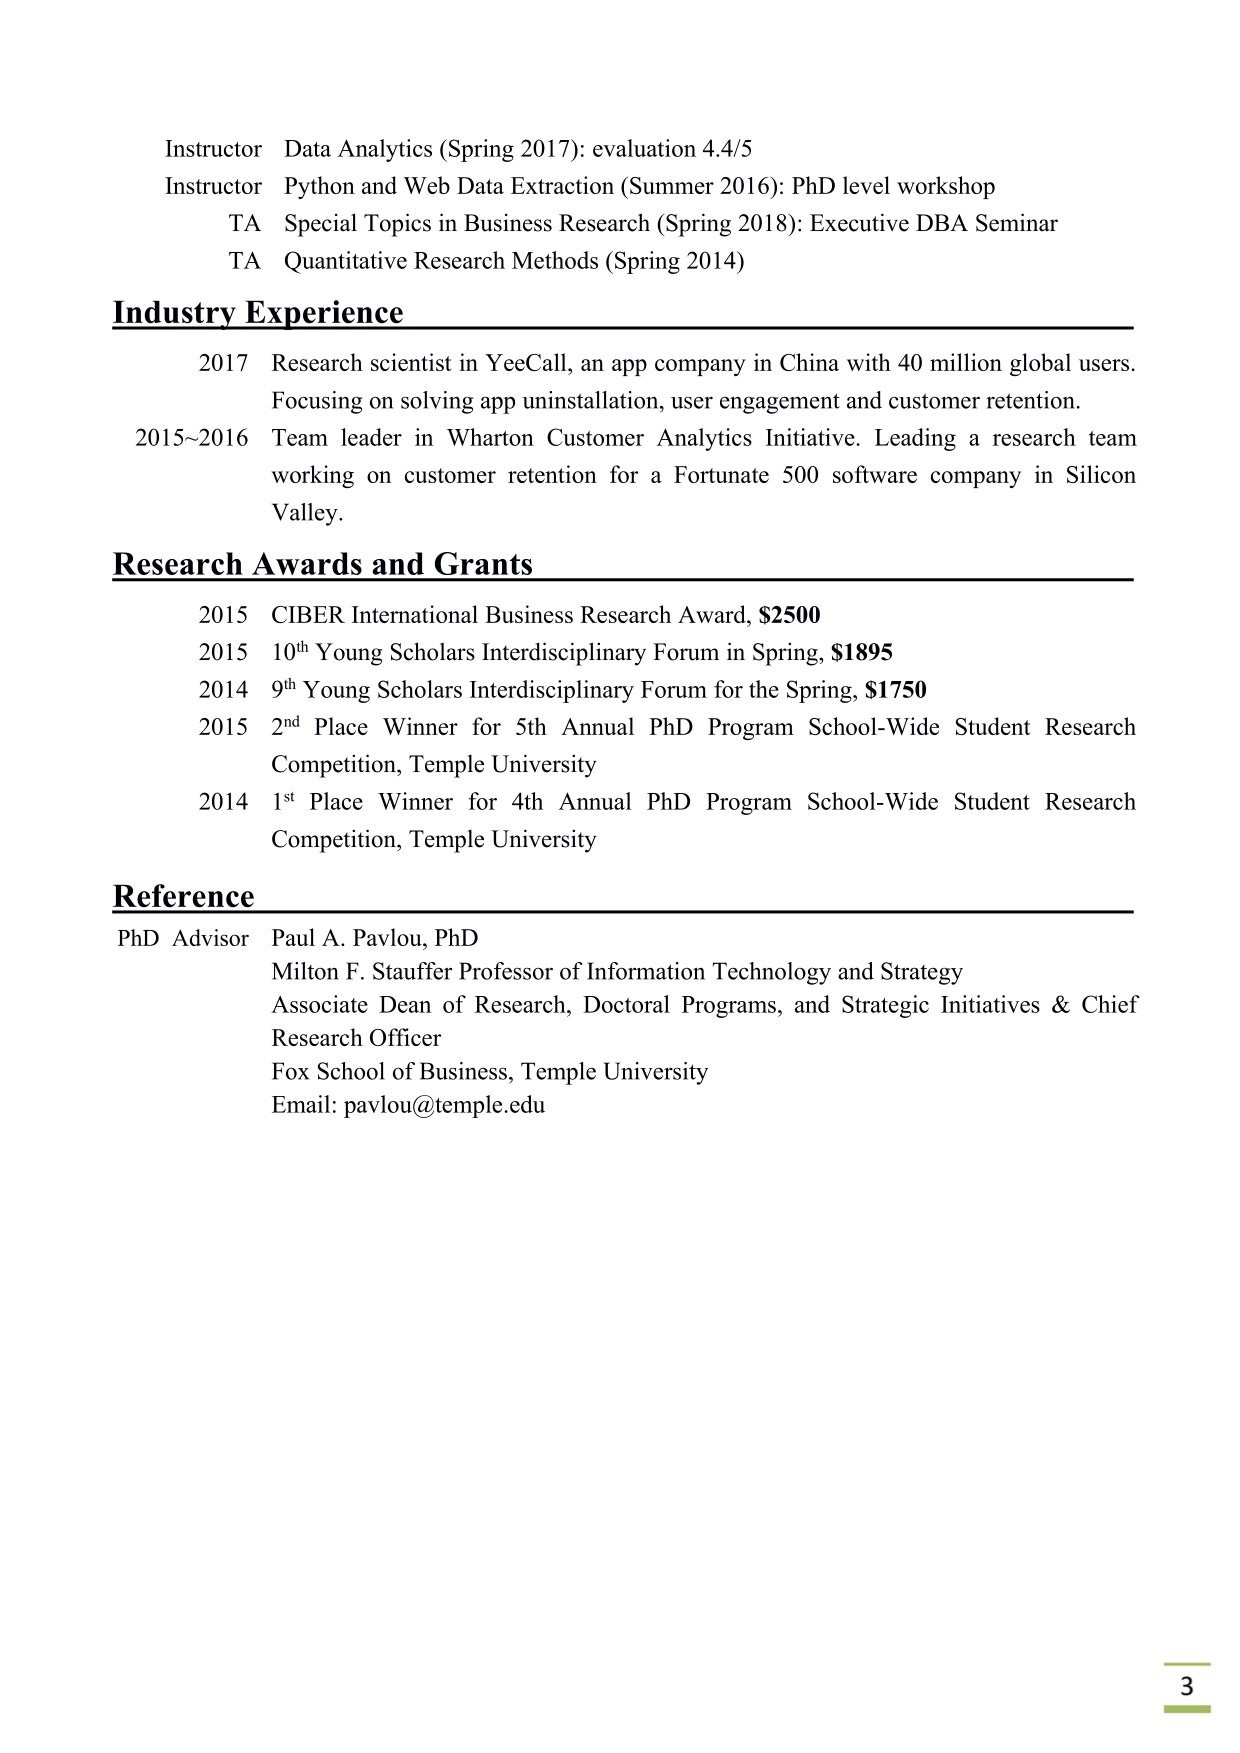 Instructor Data Analytics (Spring 2017): evaluation 4.4/5
Instructor Python and Web Data Extraction (Summer 2016): PhD level workshop
TA Special Topics in Business Research (Spring 2018): Executive DBA Seminar
TA Quantitative Research Methods (Spring 2014)
Industry Experience
2017 Research scientist in YeeCall, an app company in China with 40 million global users.
Focusing on solving app uninstallation, user engagement and customer retention.
2015~2016 Team leader in Wharton Customer Analytics Initiative. Leading a research team
working on customer retention for a Fortunate 500 software company in Silicon
Valley.
Research Awards and Grants
2015 CIBER International Business Research Award, $2500
2015 10th Young Scholars Interdisciplinary Forum in Spring, $1895
2014 9th Young Scholars Interdisciplinary Forum for the Spring, $1750
2015 2nd Place Winner for 5th Annual PhD Program School-Wide Student Research
Competition, Temple University
2014 1st Place Winner for 4th Annual PhD Program School-Wide Student Research
Competition, Temple University
Reference
PhD Advisor Paul A. Pavlou, PhD
Milton F. Stauffer Professor of Information Technology and Strategy
Associate Dean of Research, Doctoral Programs, and Strategic Initiatives & Chief
Research Officer
Fox School of Business, Temple University
Email: pavlou@temple.edu
3